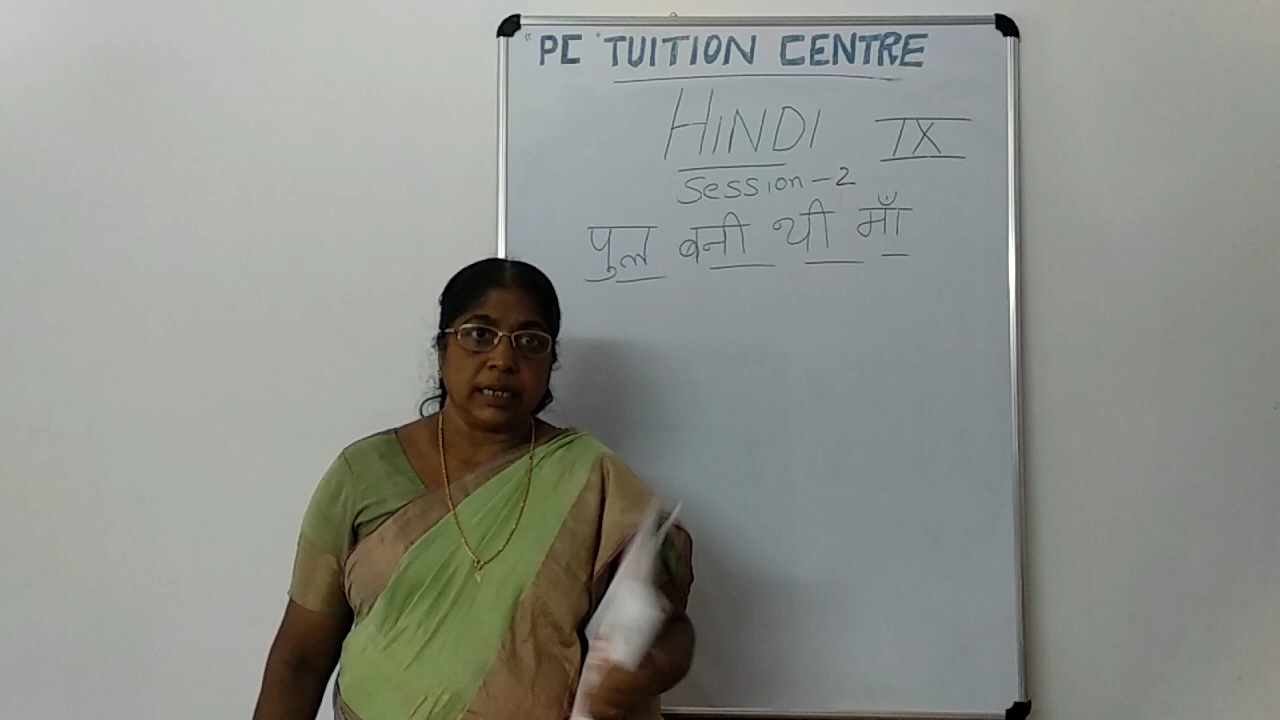 "PC" TUITION CENTRE
HINDI IX
Session-2
पुल बनी थी माँ